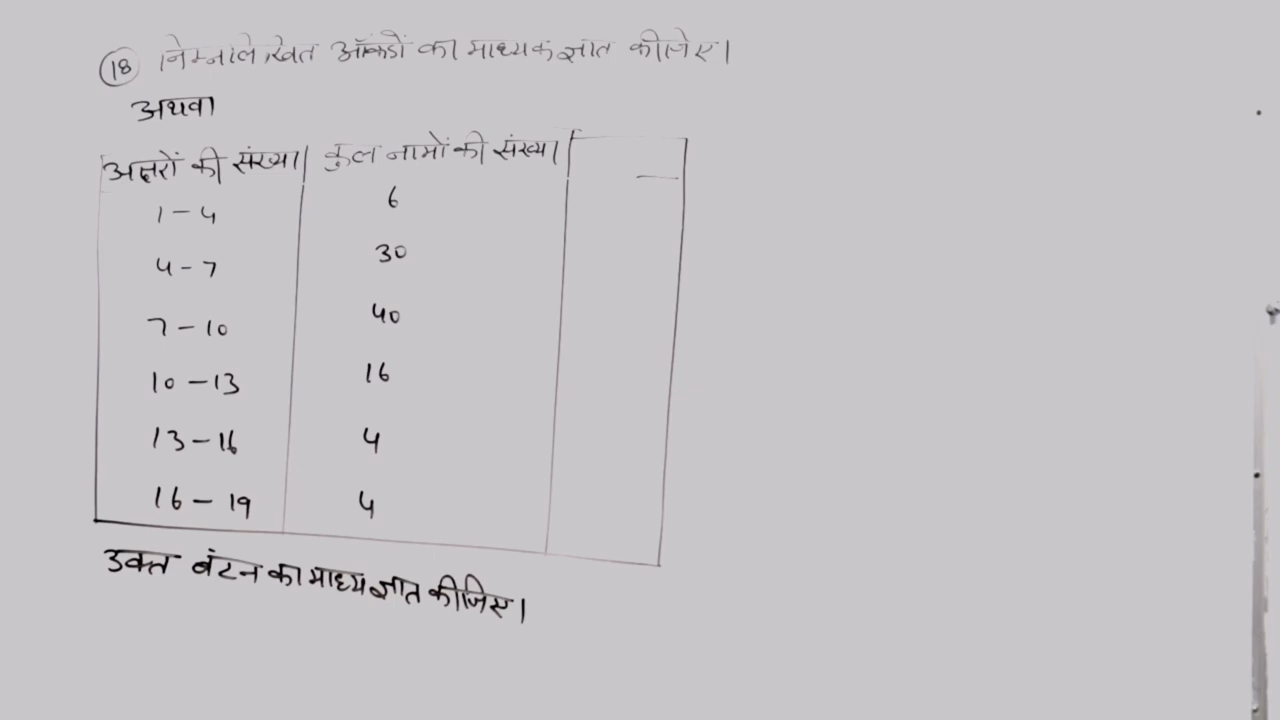 18 निम्नलिखित आँकडों का माध्यक ज्ञात कीजिए।
अथवा
अक्षरों की संख्या कुल नामों की संख्या
1-4 6
4-7 30
7-10 40
10-13 16
13-16 4
16-19 4
उक्त बंटन का माध्य ज्ञात कीजिए।